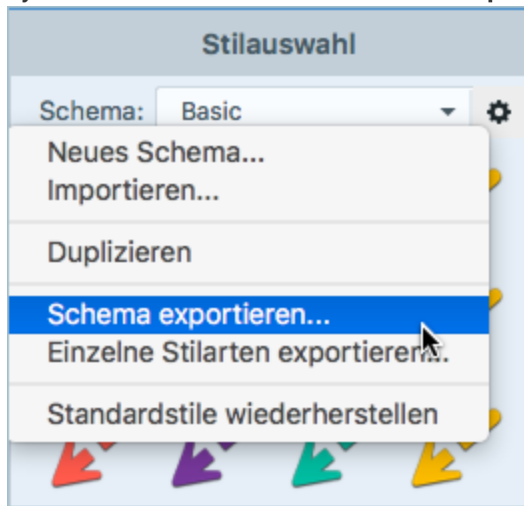 Stilauswahl
Schema: Basic
Neues Schema...
Importieren...
Duplizieren
Schema exportieren...
Einzelne Stilarten exportieren...
Standardstile wiederherstellen